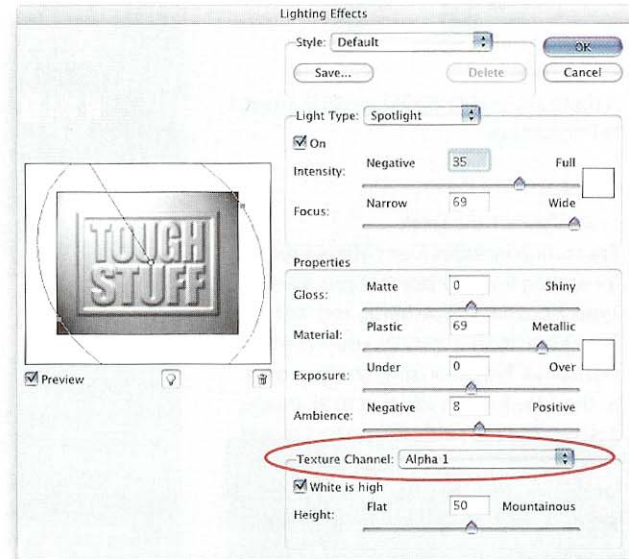 Lighting Effects
Style: Default
OK
Save... Delete Cancel
Light Type: Spotlight
On
Intensity: Negative 35 Full
Focus: Narrow 69 Wide
TOUGH
STUFF
Properties
Gloss: Matte 0 Shiny
Material: Plastic 69 Metallic
Exposure: Under 0 Over
Preview
Ambience: Negative 8 Positive
Texture Channel: Alpha 1
White is high
Height: Flat 50 Mountainous